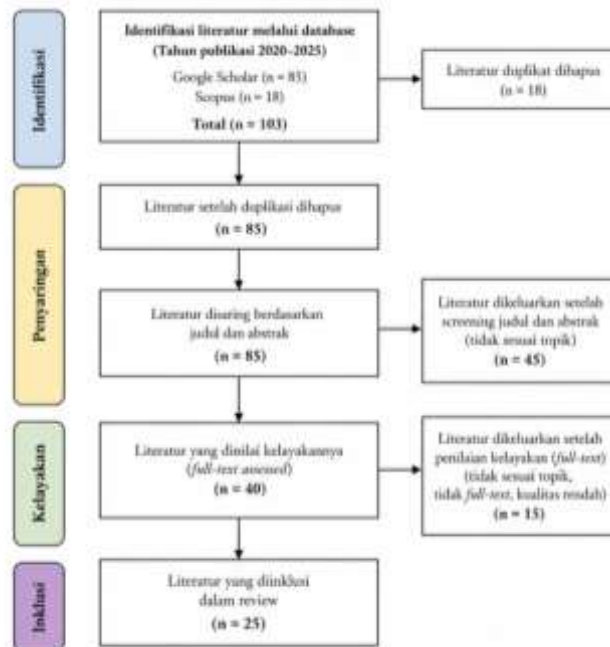 Identifikasi
Identifikasi literatur melalui database
(Tahun publikasi 2020–2025)
Google Scholar (n = 85)
Scopus (n = 18)
Total (n = 103)
Literatur duplikat dihapus
(n = 18)
Penyaringan
Literatur setelah duplikasi dihapus
(n = 85)
Literatur disaring berdasarkan
judul dan abstrak
(n = 85)
Literatur dikeluarkan setelah
screening judul dan abstrak
(tidak sesuai topik)
(n = 45)
Kelayakan
Literatur yang dinilai kelayakannya
(full-text assessed)
(n = 40)
Literatur dikeluarkan setelah
penilaian kelayakan (full-text)
(tidak sesuai topik,
tidak full-text, kualitas rendah)
(n = 15)
Inklusi
Literatur yang diinklusi
dalam review
(n = 25)